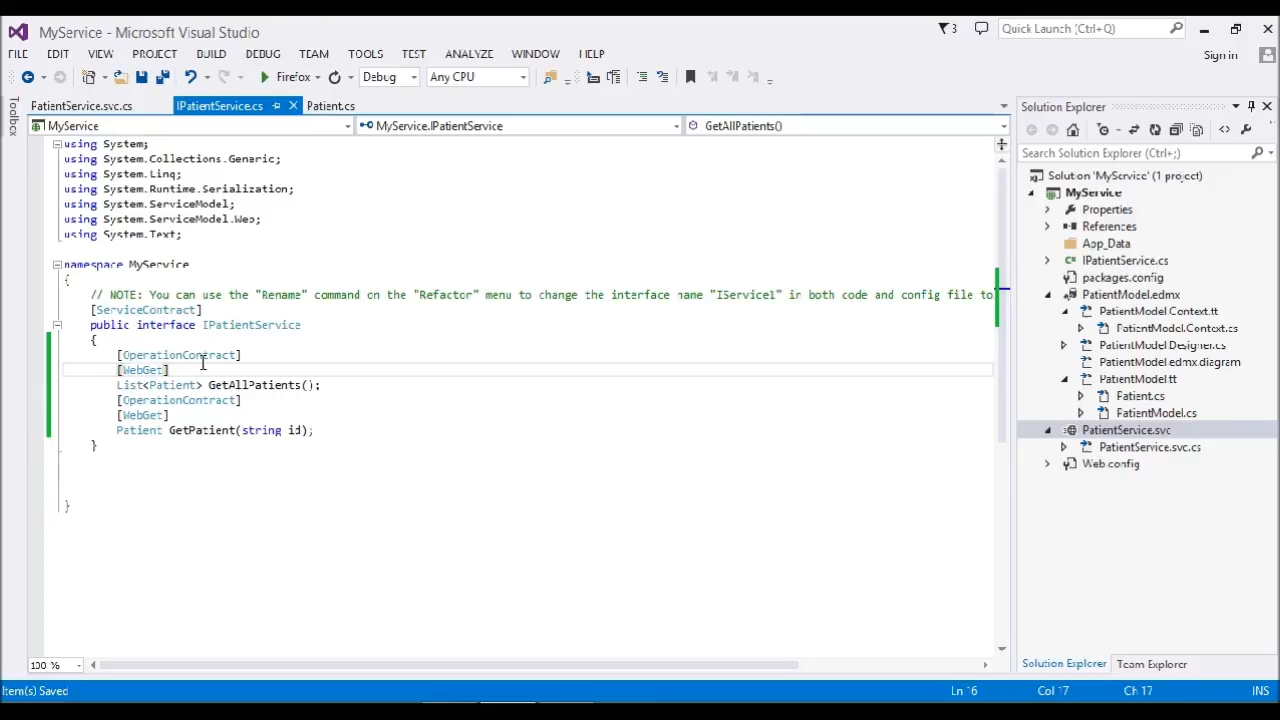 MyService - Microsoft Visual Studio
3
Quick Launch (Ctrl+Q)
FILE EDIT VIEW PROJECT BUILD DEBUG TEAM TOOLS TEST ANALYZE WINDOW HELP
Sign in
Firefox Debug Any CPU
Toolbox
PatientService.svc.cs IPatientService.cs Patient.cs
MyService MyService.IPatientService GetAllPatients()
using System;
using System.Collections.Generic;
using System.Linq;
using System.Runtime.Serialization;
using System.ServiceModel;
using System.ServiceModel.Web;
using System.Text;
namespace MyService
{
// NOTE: You can use the "Rename" command on the "Refactor" menu to change the interface name "IService1" in both code and config file to
[ServiceContract]
public interface IPatientService
{
[OperationContract]
[WebGet]
List<Patient> GetAllPatients();
[OperationContract]
[WebGet]
Patient GetPatient(string id);
}
}
100 %
Solution Explorer
Search Solution Explorer (Ctrl+;)
Solution 'MyService' (1 project)
MyService
Properties
References
App_Data
IPatientService.cs
packages.config
PatientModel.edmx
PatientModel.Context.tt
PatientModel.Context.cs
PatientModel.Designer.cs
PatientModel.edmx.diagram
PatientModel.tt
Patient.cs
PatientModel.cs
PatientService.svc
PatientService.svc.cs
Web.config
Solution Explorer Team Explorer
Item(s) Saved Ln 16 Col 17 Ch 17 INS